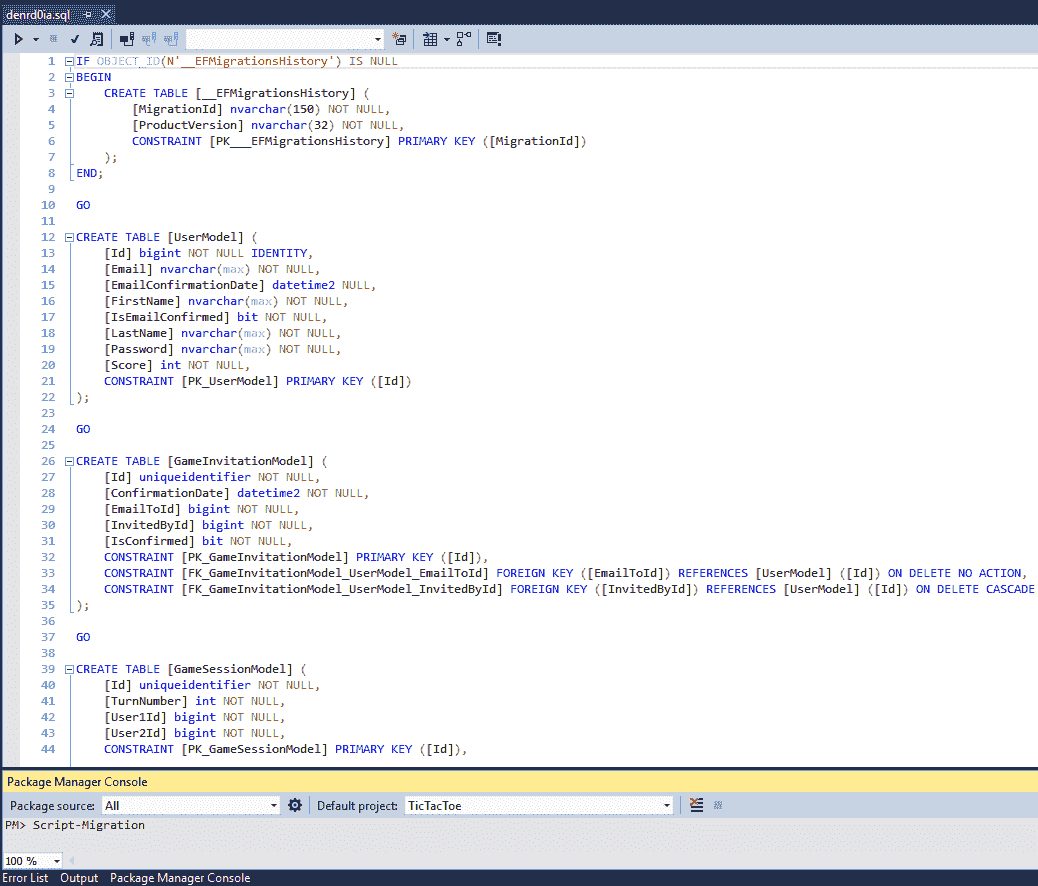 denrd0ia.sql
1 IF OBJECT_ID(N'__EFMigrationsHistory') IS NULL
2 BEGIN
3 CREATE TABLE [__EFMigrationsHistory] (
4 [MigrationId] nvarchar(150) NOT NULL,
5 [ProductVersion] nvarchar(32) NOT NULL,
6 CONSTRAINT [PK___EFMigrationsHistory] PRIMARY KEY ([MigrationId])
7 );
8 END;
9
10 GO
11
12 CREATE TABLE [UserModel] (
13 [Id] bigint NOT NULL IDENTITY,
14 [Email] nvarchar(max) NOT NULL,
15 [EmailConfirmationDate] datetime2 NULL,
16 [FirstName] nvarchar(max) NOT NULL,
17 [IsEmailConfirmed] bit NOT NULL,
18 [LastName] nvarchar(max) NOT NULL,
19 [Password] nvarchar(max) NOT NULL,
20 [Score] int NOT NULL,
21 CONSTRAINT [PK_UserModel] PRIMARY KEY ([Id])
22 );
23
24 GO
25
26 CREATE TABLE [GameInvitationModel] (
27 [Id] uniqueidentifier NOT NULL,
28 [ConfirmationDate] datetime2 NOT NULL,
29 [EmailToId] bigint NOT NULL,
30 [InvitedById] bigint NOT NULL,
31 [IsConfirmed] bit NOT NULL,
32 CONSTRAINT [PK_GameInvitationModel] PRIMARY KEY ([Id]),
33 CONSTRAINT [FK_GameInvitationModel_UserModel_EmailToId] FOREIGN KEY ([EmailToId]) REFERENCES [UserModel] ([Id]) ON DELETE NO ACTION,
34 CONSTRAINT [FK_GameInvitationModel_UserModel_InvitedById] FOREIGN KEY ([InvitedById]) REFERENCES [UserModel] ([Id]) ON DELETE CASCADE
35 );
36
37 GO
38
39 CREATE TABLE [GameSessionModel] (
40 [Id] uniqueidentifier NOT NULL,
41 [TurnNumber] int NOT NULL,
42 [User1Id] bigint NOT NULL,
43 [User2Id] bigint NOT NULL,
44 CONSTRAINT [PK_GameSessionModel] PRIMARY KEY ([Id]),
Package Manager Console
Package source: All Default project: TicTacToe
PM> Script-Migration
100 %
Error List Output Package Manager Console